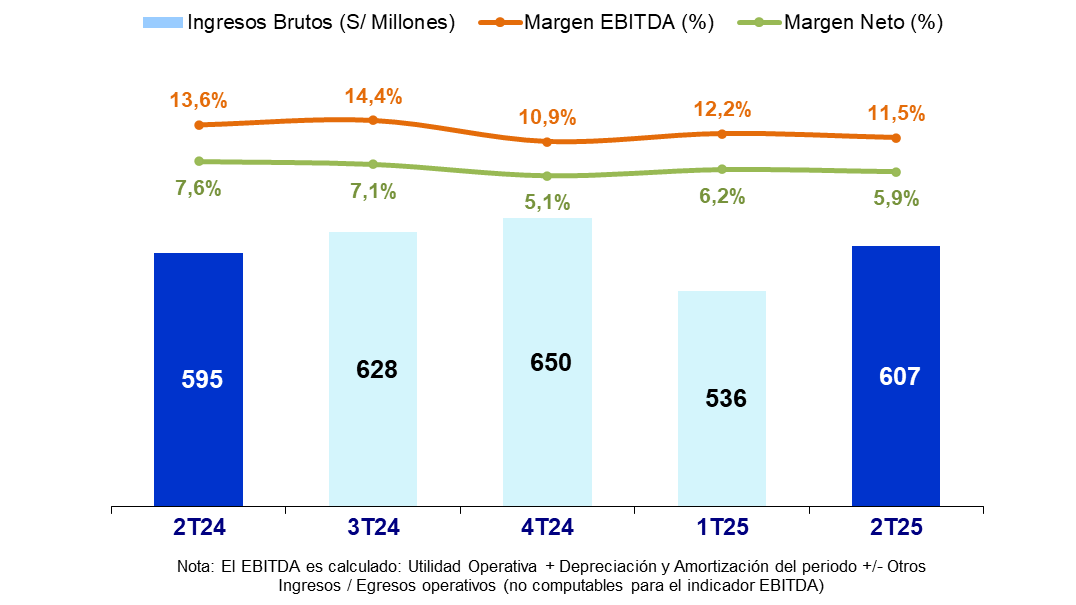 Ingresos Brutos (S/ Millones) Margen EBITDA (%) Margen Neto (%)
13,6% 14,4% 10,9% 12,2% 11,5%
7,6% 7,1% 5,1% 6,2% 5,9%
595 628 650 536 607
2T24 3T24 4T24 1T25 2T25
Nota: El EBITDA es calculado: Utilidad Operativa + Depreciación y Amortización del periodo +/- Otros
Ingresos / Egresos operativos (no computables para el indicador EBITDA)